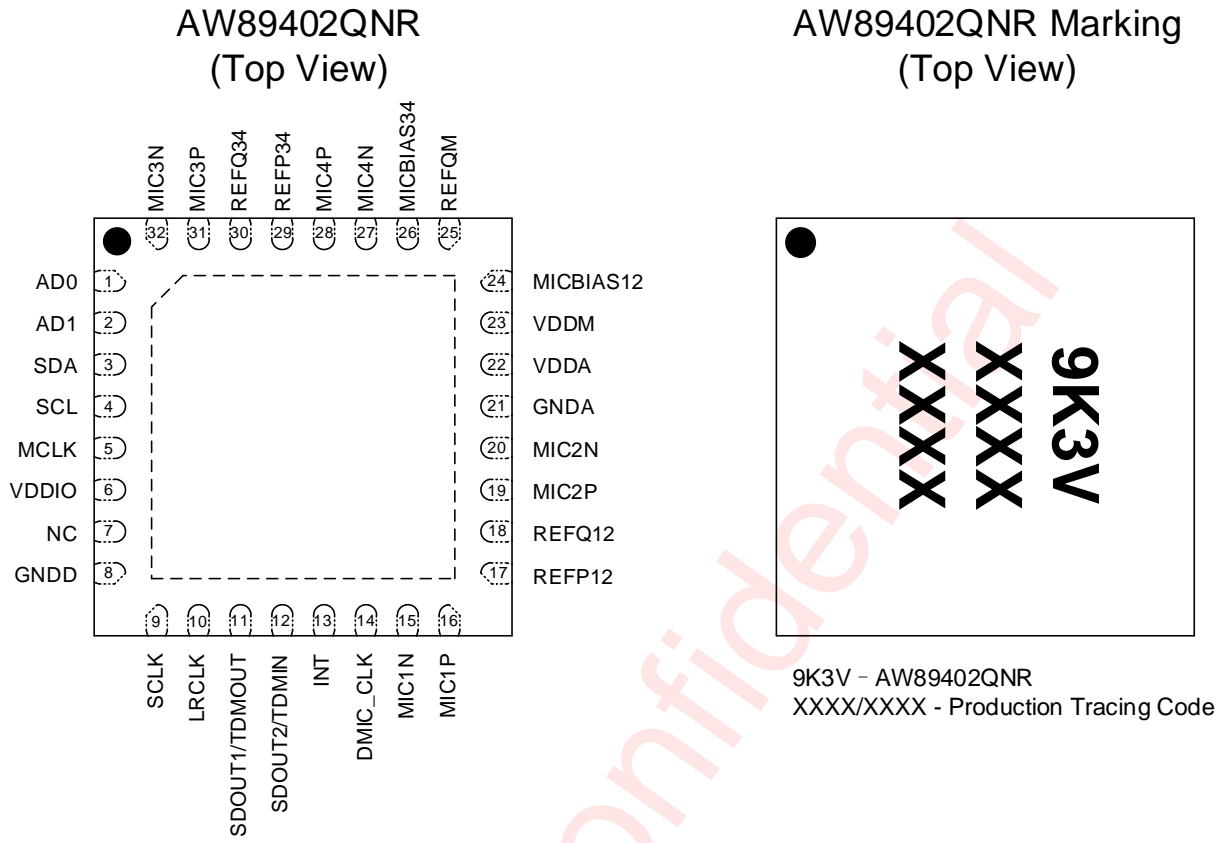 AW89402QNR
(Top View)
MIC3N
MIC3P
REFQ34
REFP34
MIC4P
MIC4N
MICBIAS34
REFQM
32
31
30
29
28
27
26
25
AD0 1
AD1 2
SDA 3
SCL 4
MCLK 5
VDDIO 6
NC 7
GNDD 8
24 MICBIAS12
23 VDDM
22 VDDA
21 GNDA
20 MIC2N
19 MIC2P
18 REFQ12
17 REFP12
9
10
11
12
13
14
15
16
SCLK
LRCLK
SDOUT1/TDMOUT
SDOUT2/TDMIN
INT
DMIC_CLK
MIC1N
MIC1P
AW89402QNR Marking
(Top View)
9K3V
XXXX
XXXX
9K3V – AW89402QNR
XXXX/XXXX - Production Tracing Code
onfidential